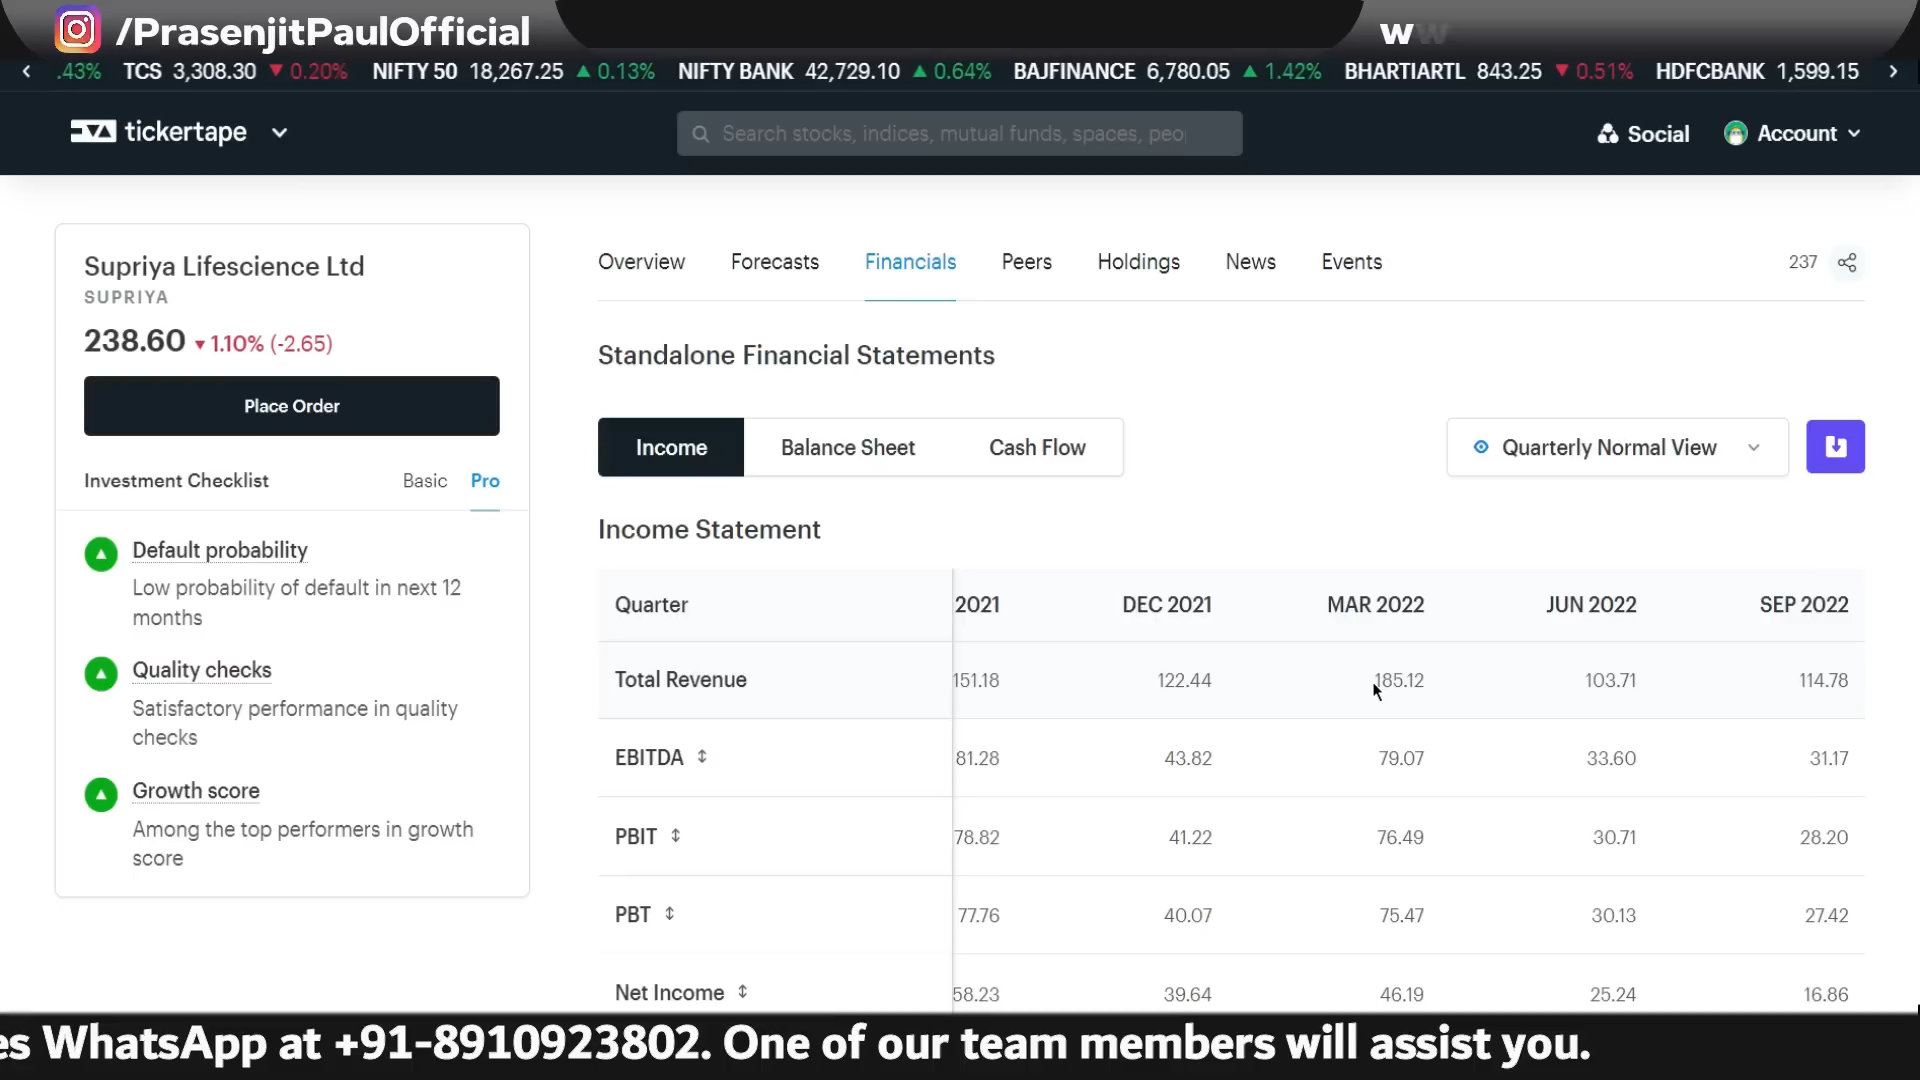 /PrasenjitPaulOfficial
w
.43% TCS 3,308.30 ▼ 0.20% NIFTY 50 18,267.25 ▲ 0.13% NIFTY BANK 42,729.10 ▲ 0.64% BAJFINANCE 6,780.05 ▲ 1.42% BHARTIARTL 843.25 ▼ 0.51% HDFCBANK 1,599.15
tickertape
Search stocks, indices, mutual funds, spaces, peo
Social
Account
Supriya Lifescience Ltd
SUPRIYA
238.60 ▼ 1.10% (-2.65)
Place Order
Investment Checklist Basic Pro
Default probability
Low probability of default in next 12
months
Quality checks
Satisfactory performance in quality
checks
Growth score
Among the top performers in growth
score
Overview Forecasts Financials Peers Holdings News Events 237
Standalone Financial Statements
Income Balance Sheet Cash Flow Quarterly Normal View
Income Statement
Quarter 2021 DEC 2021 MAR 2022 JUN 2022 SEP 2022
Total Revenue 151.18 122.44 185.12 103.71 114.78
EBITDA 81.28 43.82 79.07 33.60 31.17
PBIT 78.82 41.22 76.49 30.71 28.20
PBT 77.76 40.07 75.47 30.13 27.42
Net Income 58.23 39.64 46.19 25.24 16.86
es WhatsApp at +91-8910923802. One of our team members will assist you.